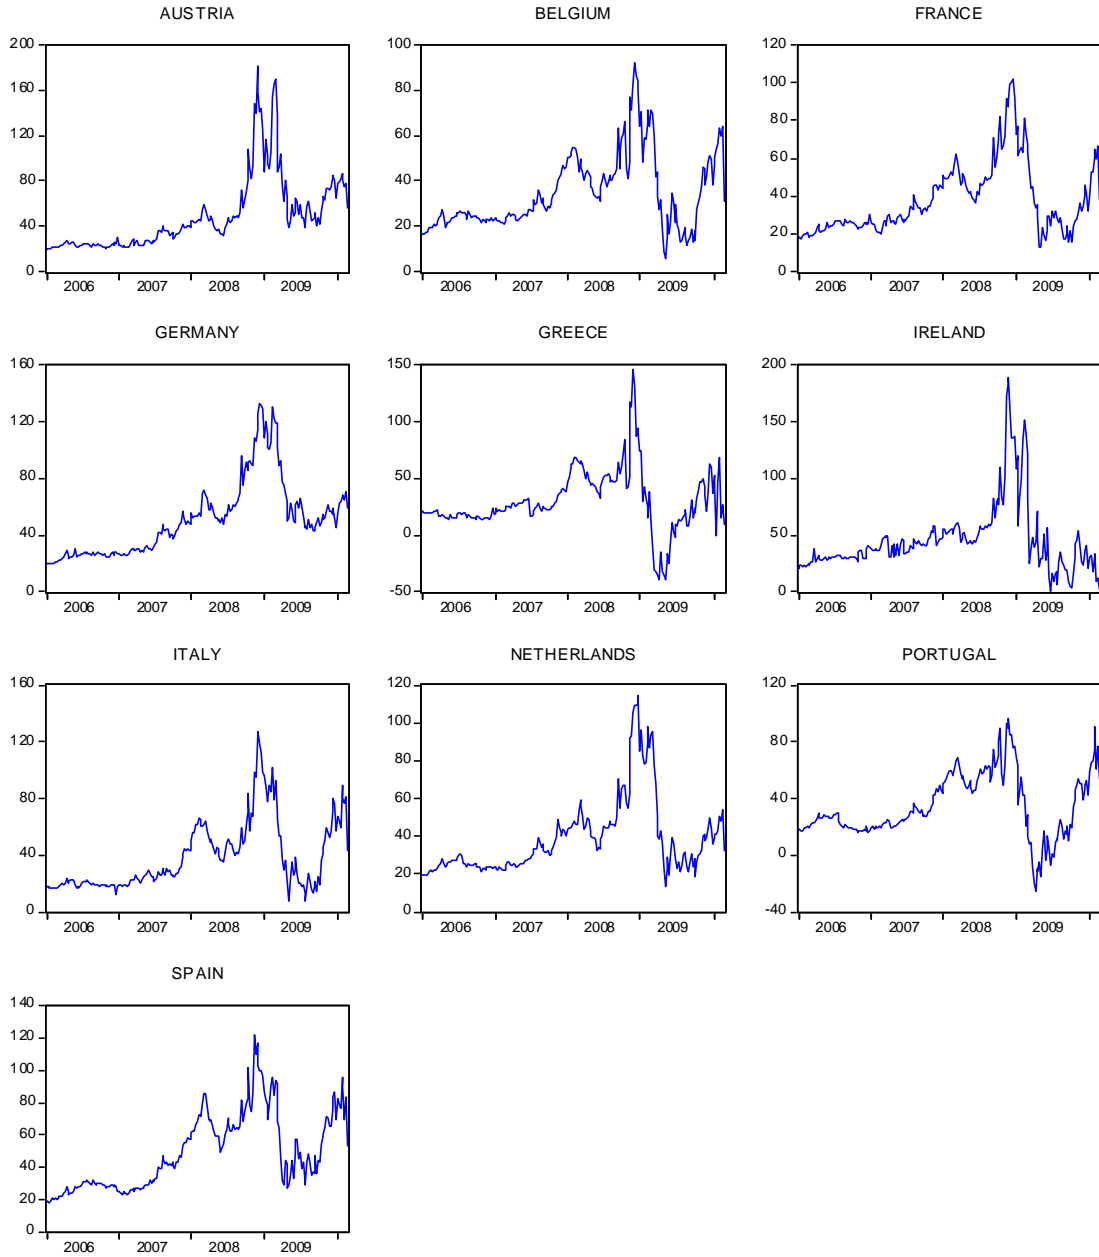 AUSTRIA BELGIUM FRANCE
200 100 120
160 80 100
120 60 80
80 40 60
40 20 40
0 0 20
0
2006 2007 2008 2009 2006 2007 2008 2009 2006 2007 2008 2009
GERMANY GREECE IRELAND
160 150 200
120 100 150
80 50 100
40 0 50
0 -50 0
2006 2007 2008 2009 2006 2007 2008 2009 2006 2007 2008 2009
ITALY NETHERLANDS PORTUGAL
160 120 120
120 100 80
80 80 40
40 60 0
0 40 -40
20
0
2006 2007 2008 2009 2006 2007 2008 2009 2006 2007 2008 2009
SPAIN
140
120
100
80
60
40
20
0
2006 2007 2008 2009